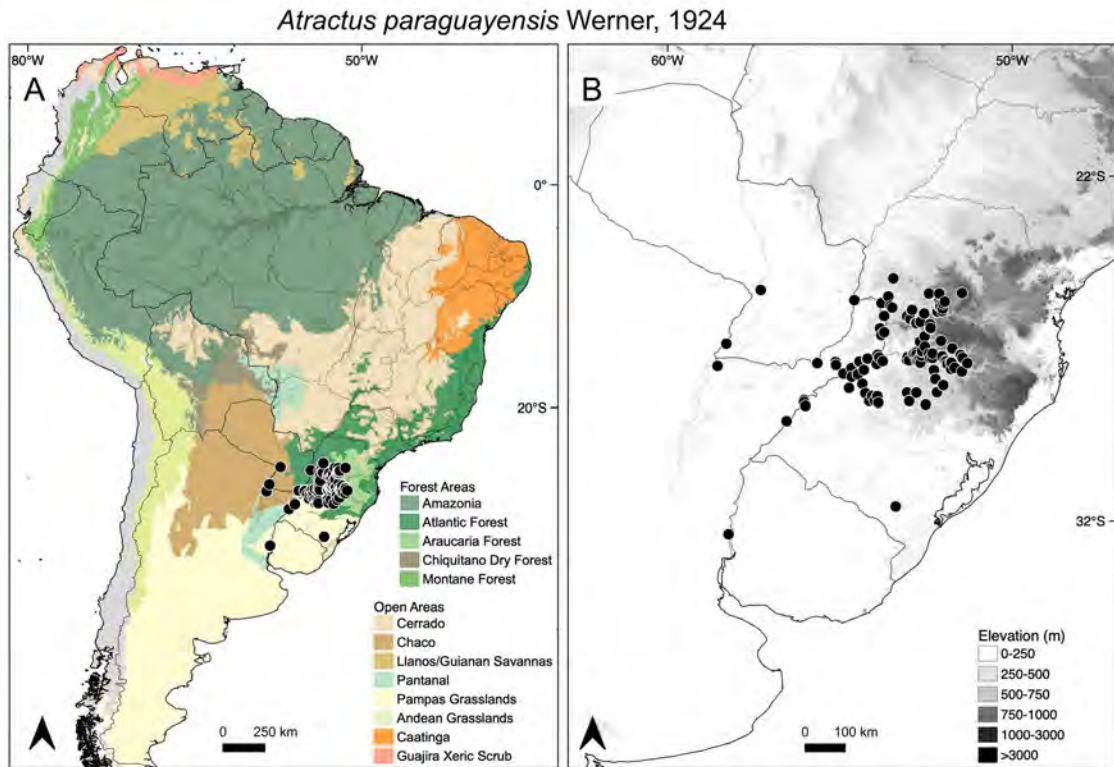 Atractus paraguayensis Werner, 1924
80°W
50°W
A
0°
20°S
Forest Areas
Amazonia
Atlantic Forest
Araucaria Forest
Chiquitano Dry Forest
Montane Forest
Open Areas
Cerrado
Chaco
Llanos/Guianan Savannas
Pantanal
Pampas Grasslands
Andean Grasslands
Caatinga
Guajira Xeric Scrub
0 250 km
60°W
50°W
B
22°S
32°S
Elevation (m)
0-250
250-500
500-750
750-1000
1000-3000
>3000
0 100 km